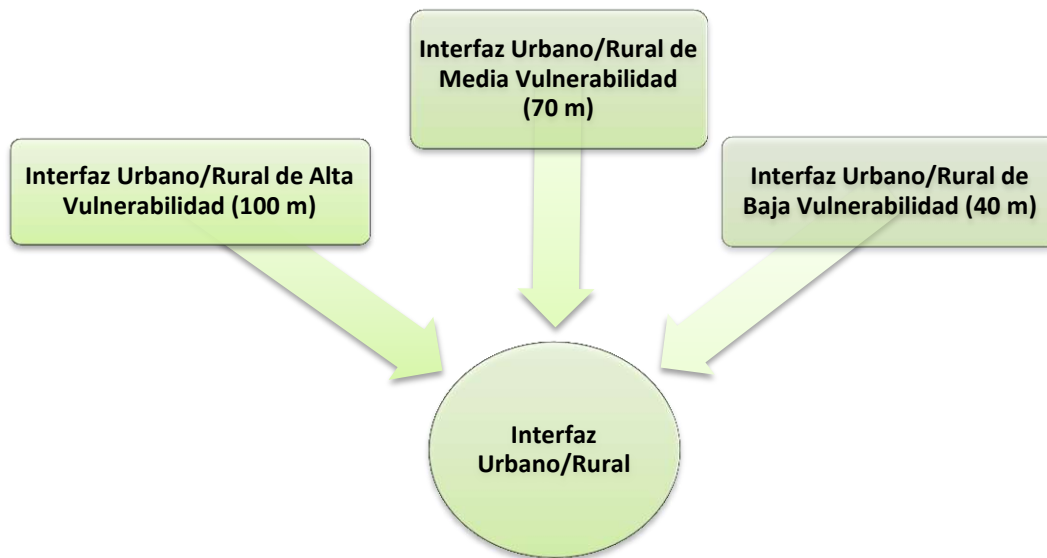 Interfaz Urbano/Rural de
Media Vulnerabilidad
(70 m)
Interfaz Urbano/Rural de Alta
Vulnerabilidad (100 m)
Interfaz Urbano/Rural de
Baja Vulnerabilidad (40 m)
Interfaz
Urbano/Rural